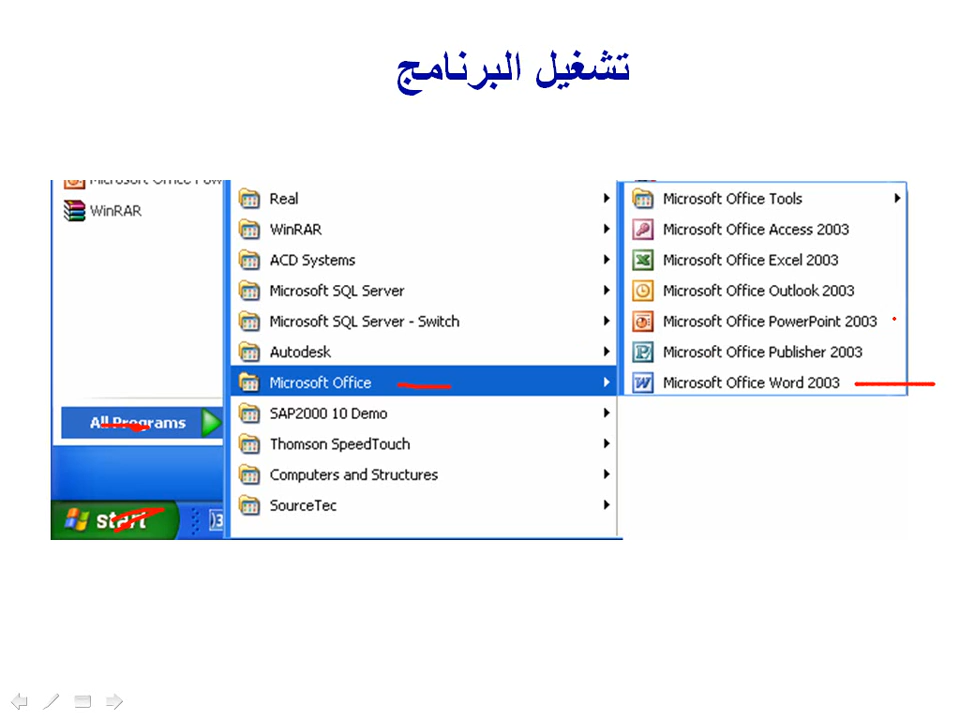 تشغيل البرنامج
WinRAR
All Programs
start
Real
WinRAR
ACD Systems
Microsoft SQL Server
Microsoft SQL Server - Switch
Autodesk
Microsoft Office
SAP2000 10 Demo
Thomson SpeedTouch
Computers and Structures
SourceTec
Microsoft Office Tools
Microsoft Office Access 2003
Microsoft Office Excel 2003
Microsoft Office Outlook 2003
Microsoft Office PowerPoint 2003
Microsoft Office Publisher 2003
Microsoft Office Word 2003